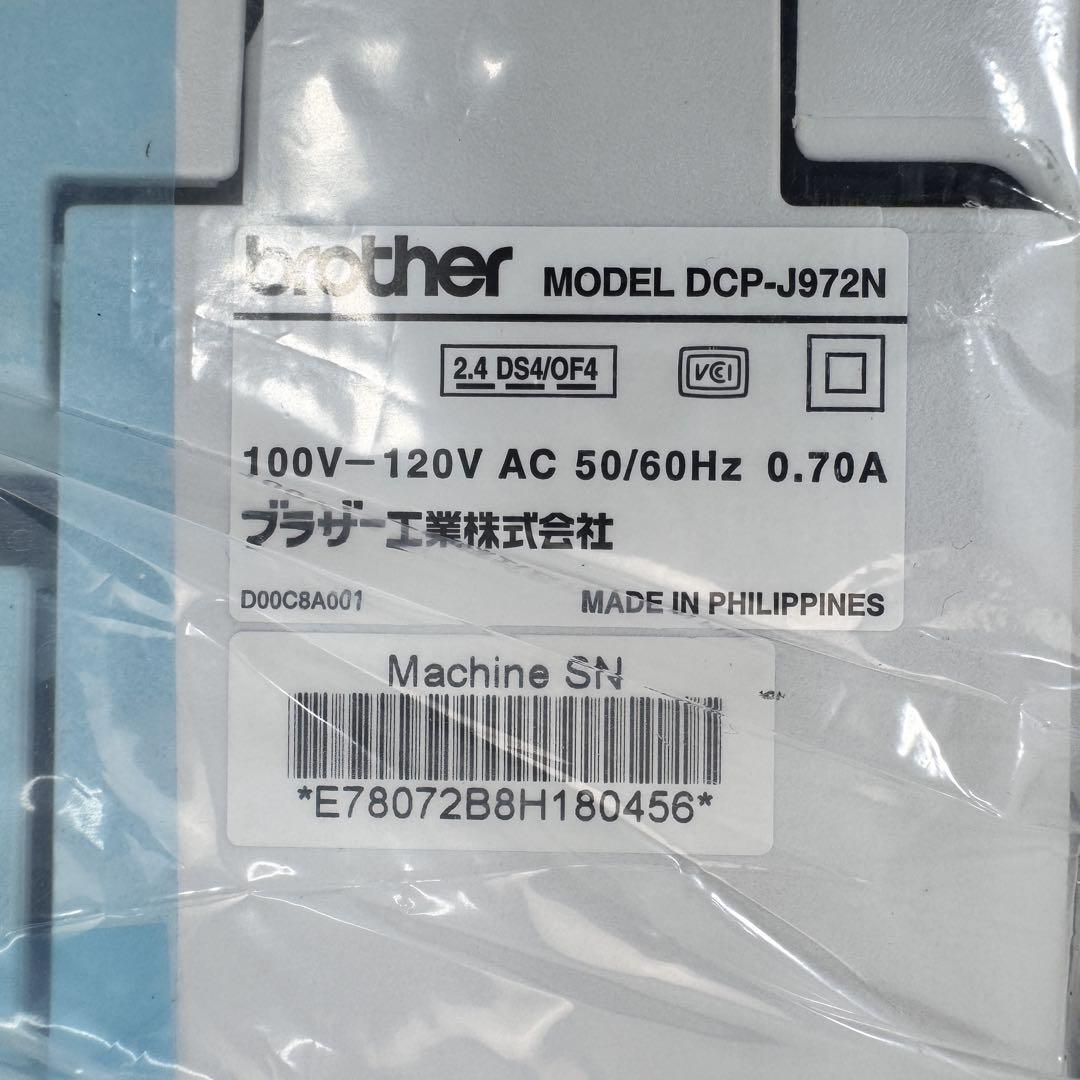 brother MODEL DCP-J972N
2.4 DS4/OF4 VCCI
100V-120V AC 50/60Hz 0.70A
ブラザー工業株式会社
D00C8A001 MADE IN PHILIPPINES
Machine SN
*E78072B8H180456*